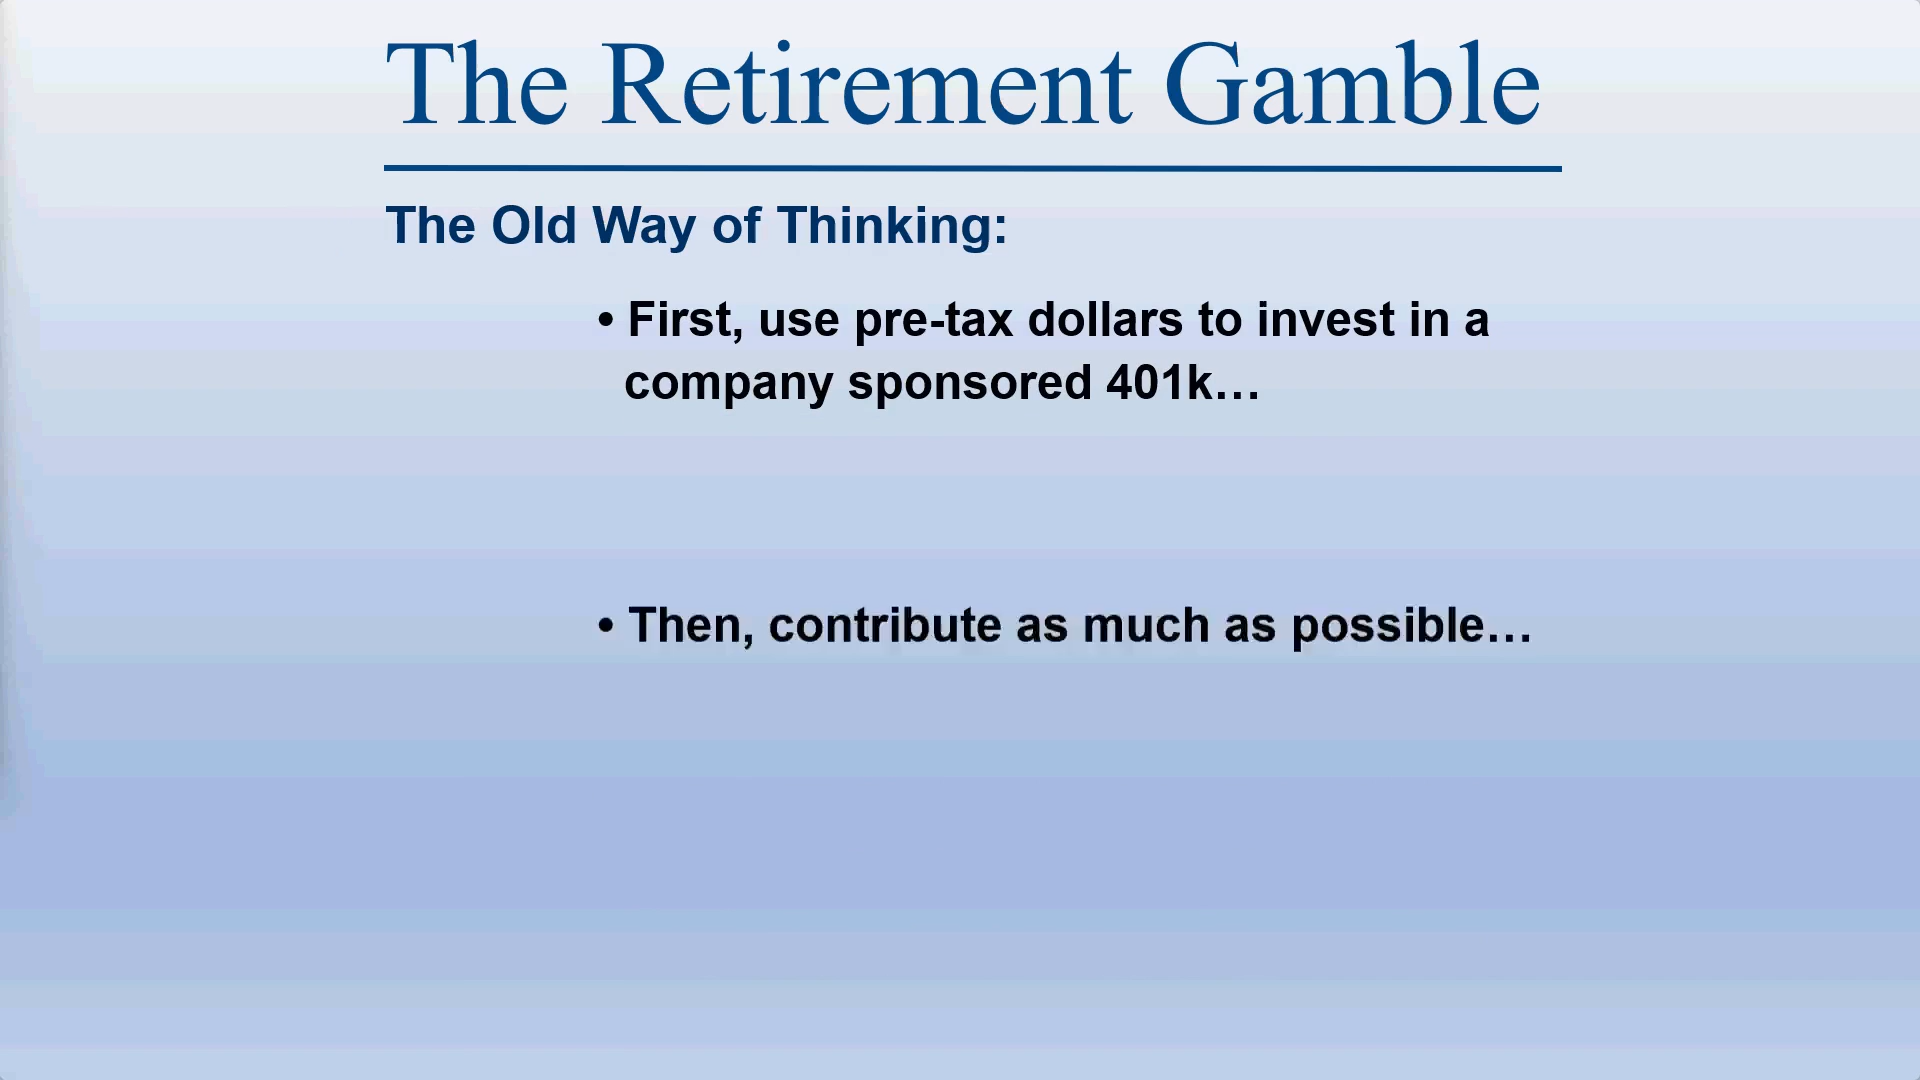 The Retirement Gamble
The Old Way of Thinking:
• First, use pre-tax dollars to invest in a
company sponsored 401k…
• Then, contribute as much as possible…